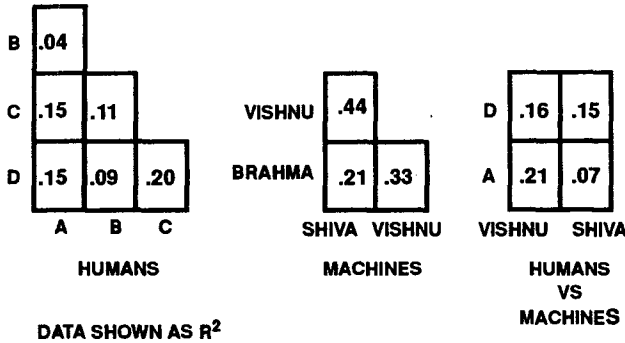 B .04
C .15 .11
D .15 .09 .20
A B C
HUMANS
VISHNU .44
BRAHMA .21 .33
SHIVA VISHNU
MACHINES
D .16 .15
A .21 .07
VISHNU SHIVA
HUMANS
VS
MACHINES
DATA SHOWN AS R²